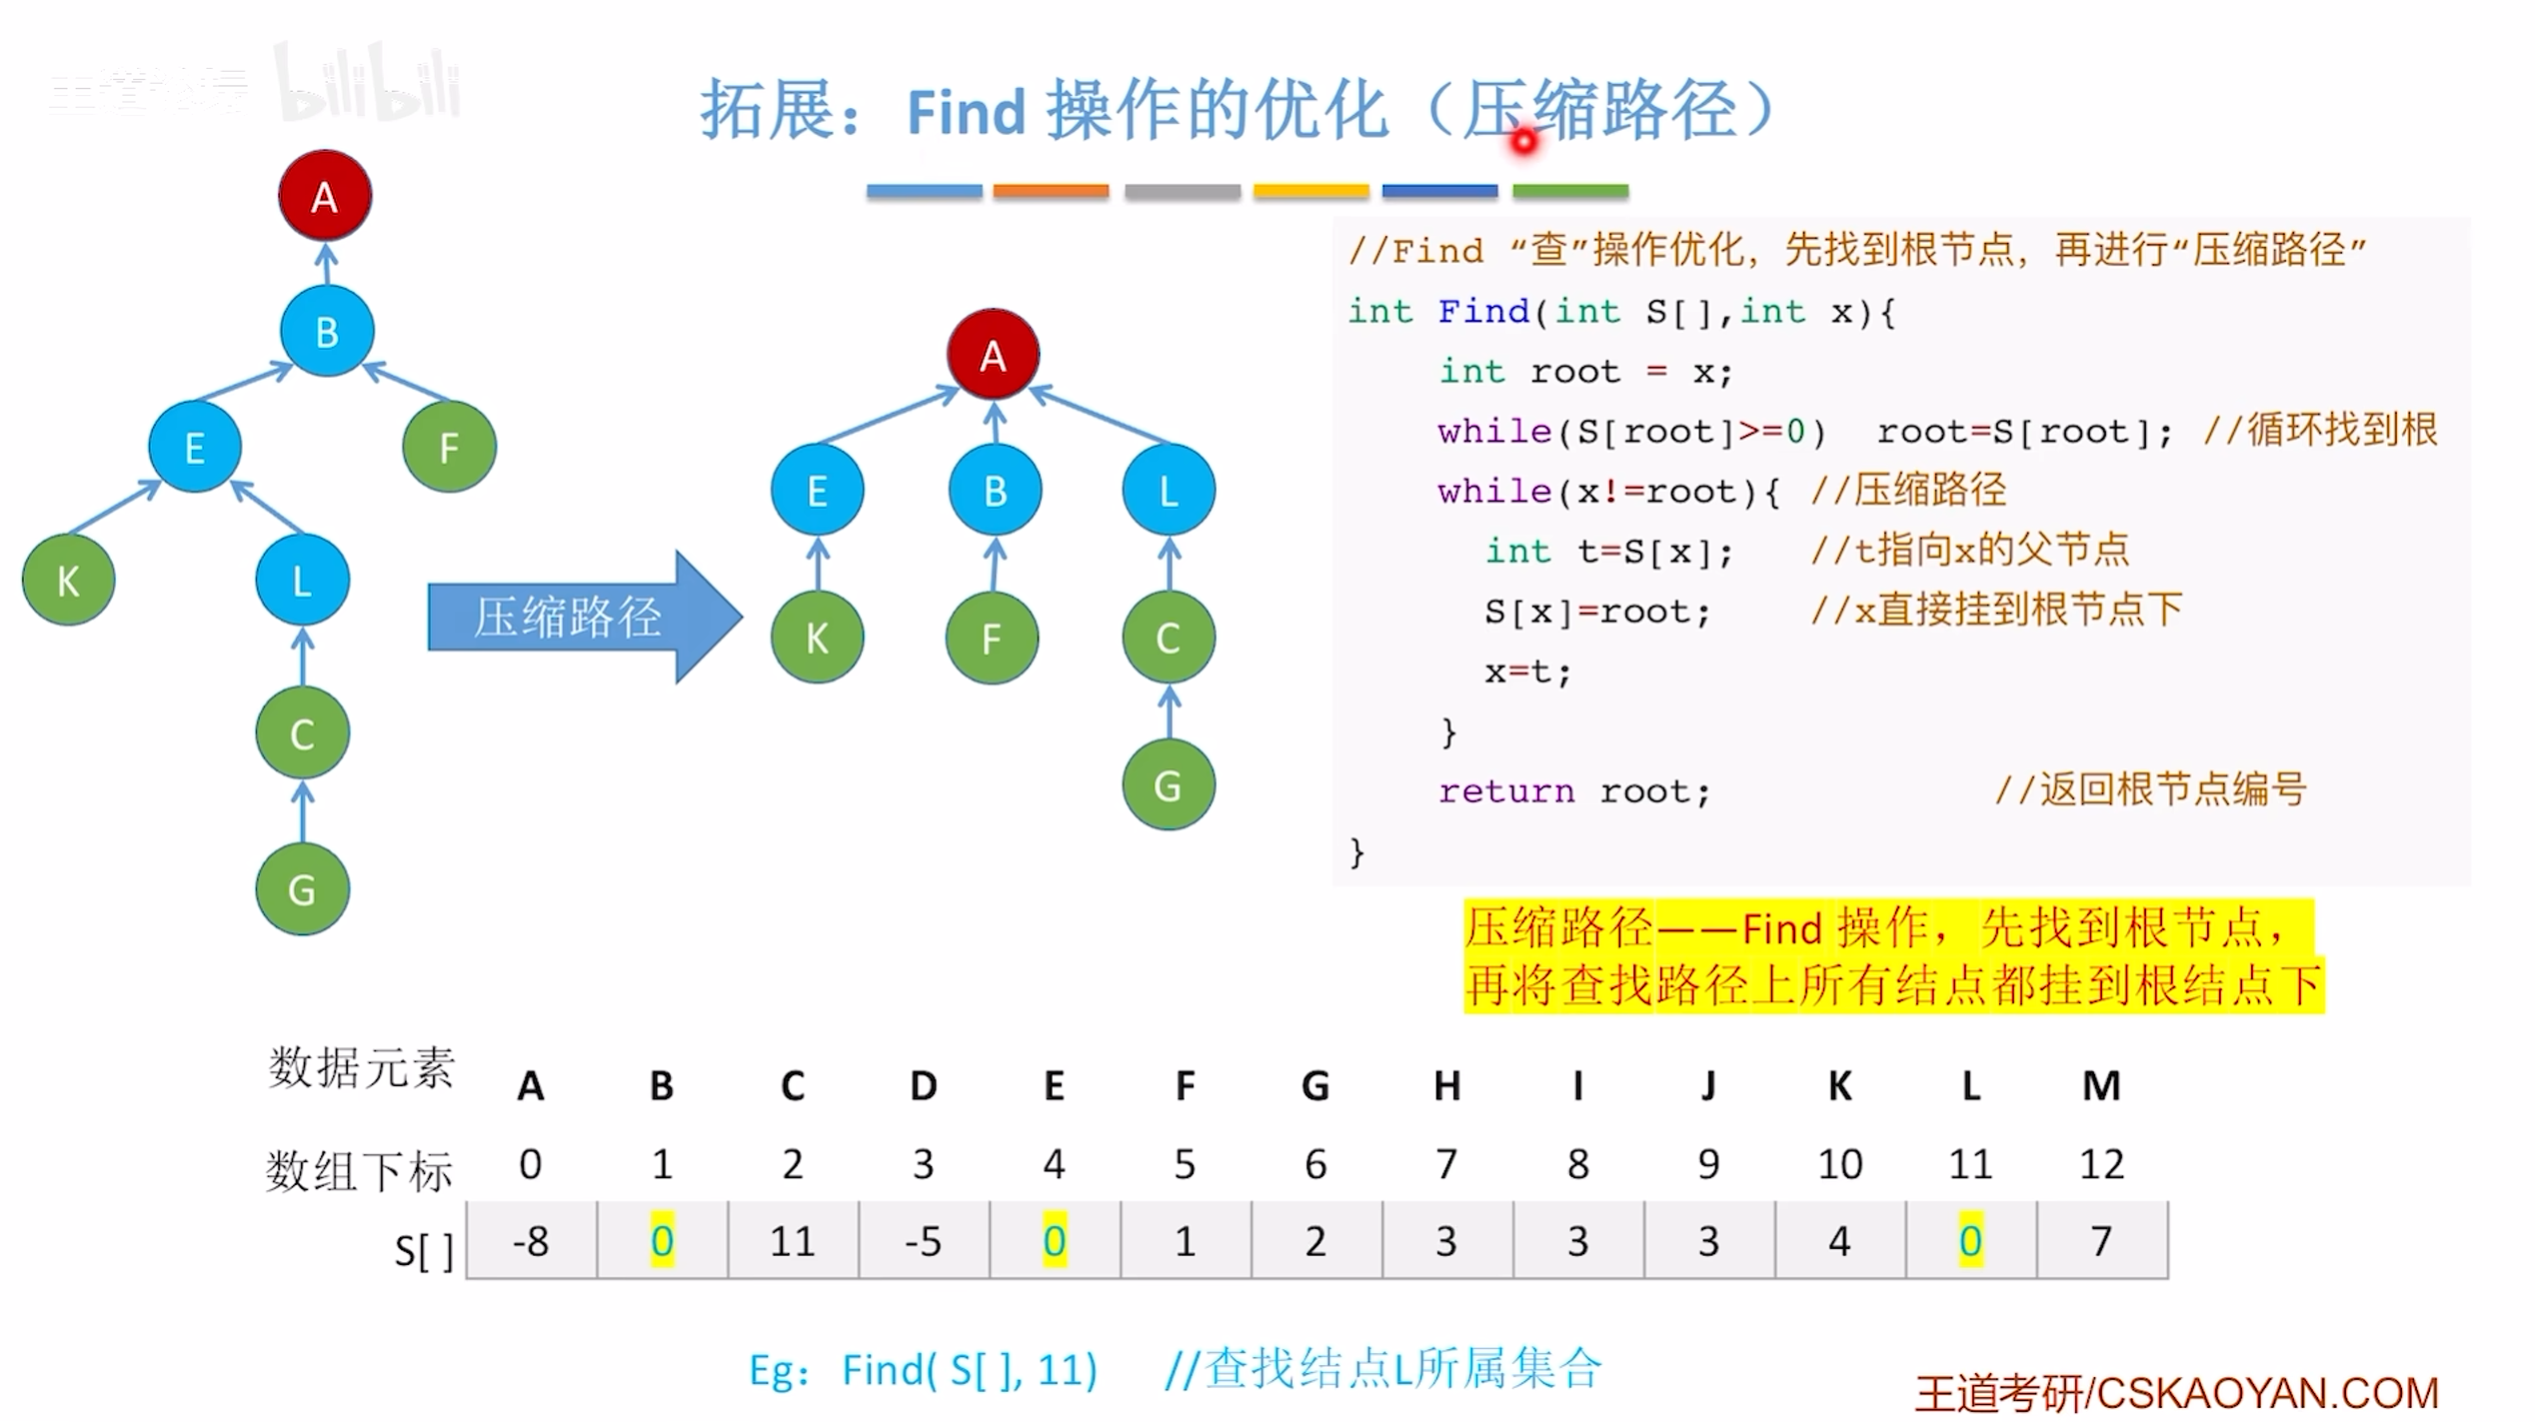 王道论坛 bilibili
拓展：Find 操作的优化（压缩路径）
A
B
E
F
K
L
C
G
压缩路径
A
E
B
L
K
F
C
G
//Find “查”操作优化，先找到根节点，再进行“压缩路径”
int Find(int S[],int x){
int root = x;
while(S[root]>=0) root=S[root]; //循环找到根
while(x!=root){ //压缩路径
int t=S[x]; //t指向x的父节点
S[x]=root; //x直接挂到根节点下
x=t;
}
return root; //返回根节点编号
}
压缩路径——Find 操作，先找到根节点，
再将查找路径上所有结点都挂到根结点下
数据元素 A B C D E F G H I J K L M
数组下标 0 1 2 3 4 5 6 7 8 9 10 11 12
S[ ] -8 0 11 -5 0 1 2 3 3 3 4 0 7
Eg：Find( S[ ], 11) //查找结点L所属集合
王道考研/CSKAOYAN.COM